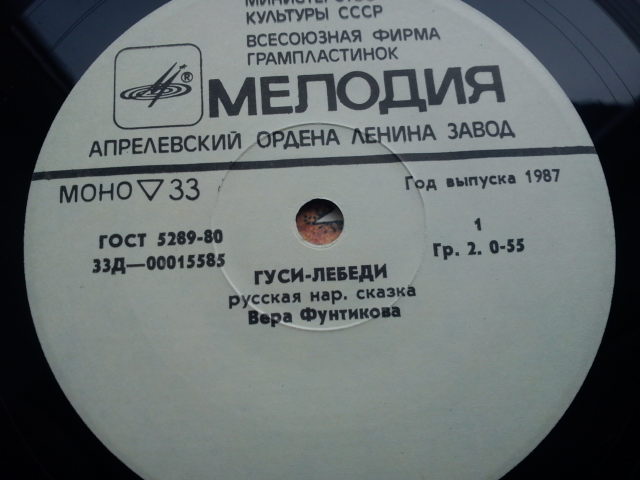 МИНИСТЕРСТВО
КУЛЬТУРЫ СССР
ВСЕСОЮЗНАЯ ФИРМА
ГРАМПЛАСТИНОК
®
МЕЛОДИЯ
АПРЕЛЕВСКИЙ ОРДЕНА ЛЕНИНА ЗАВОД
МОНО ▽ 33
Год выпуска 1987
ГОСТ 5289-80
33Д—00015585
1
Гр. 2. 0-55
ГУСИ-ЛЕБЕДИ
русская нар. сказка
Вера Фунтикова